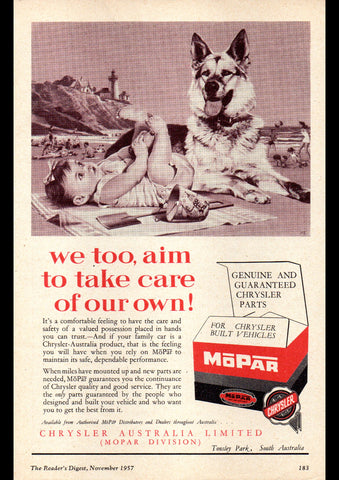 we too, aim
to take care
of our own!
It's a comfortable feeling to have the care and
safety of a valued possession placed in hands
you can trust.—And if your family car is a
Chrysler-Australia product, that is the feeling
you will have when you rely on MōPāR to
maintain its safe, dependable performance.
When miles have mounted up and new parts are
needed, MōPāR guarantees you the continuance
of Chrysler quality and good service. They are
the only parts guaranteed by the people who
designed and built your vehicle and who want
you to get the best from it.
GENUINE AND
GUARANTEED
CHRYSLER
PARTS
FOR CHRYSLER
BUILT VEHICLES
MōPAR
MōPAR
CHRYSLER
Available from Authorised MōPāR Distributors and Dealers throughout Australia
CHRYSLER AUSTRALIA LIMITED
(MOPAR DIVISION)
Tonsley Park, South Australia
The Reader's Digest, November 1957
183